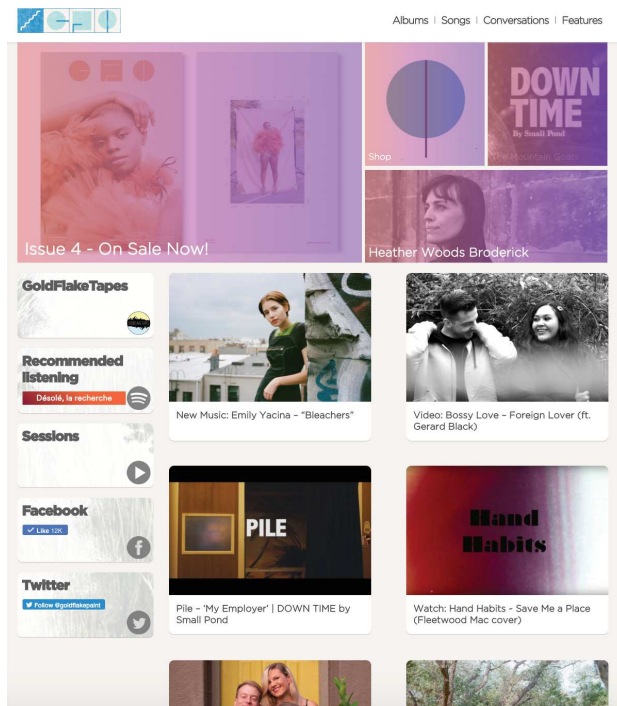 Albums | Songs | Conversations | Features
Issue 4 - On Sale Now!
Shop
DOWN
TIME
By Small Pond
The Mountain Goats
Heather Woods Broderick
GoldFlakeTapes
Recommended
listening
Désolé, la recherche
Sessions
Facebook
Like 12K
Twitter
Follow @goldflakepaint
New Music: Emily Yacina – “Bleachers”
Video: Bossy Love – Foreign Lover (ft.
Gerard Black)
PILE
Pile – ‘My Employer’ | DOWN TIME by
Small Pond
Hand
Habits
Watch: Hand Habits - Save Me a Place
(Fleetwood Mac cover)